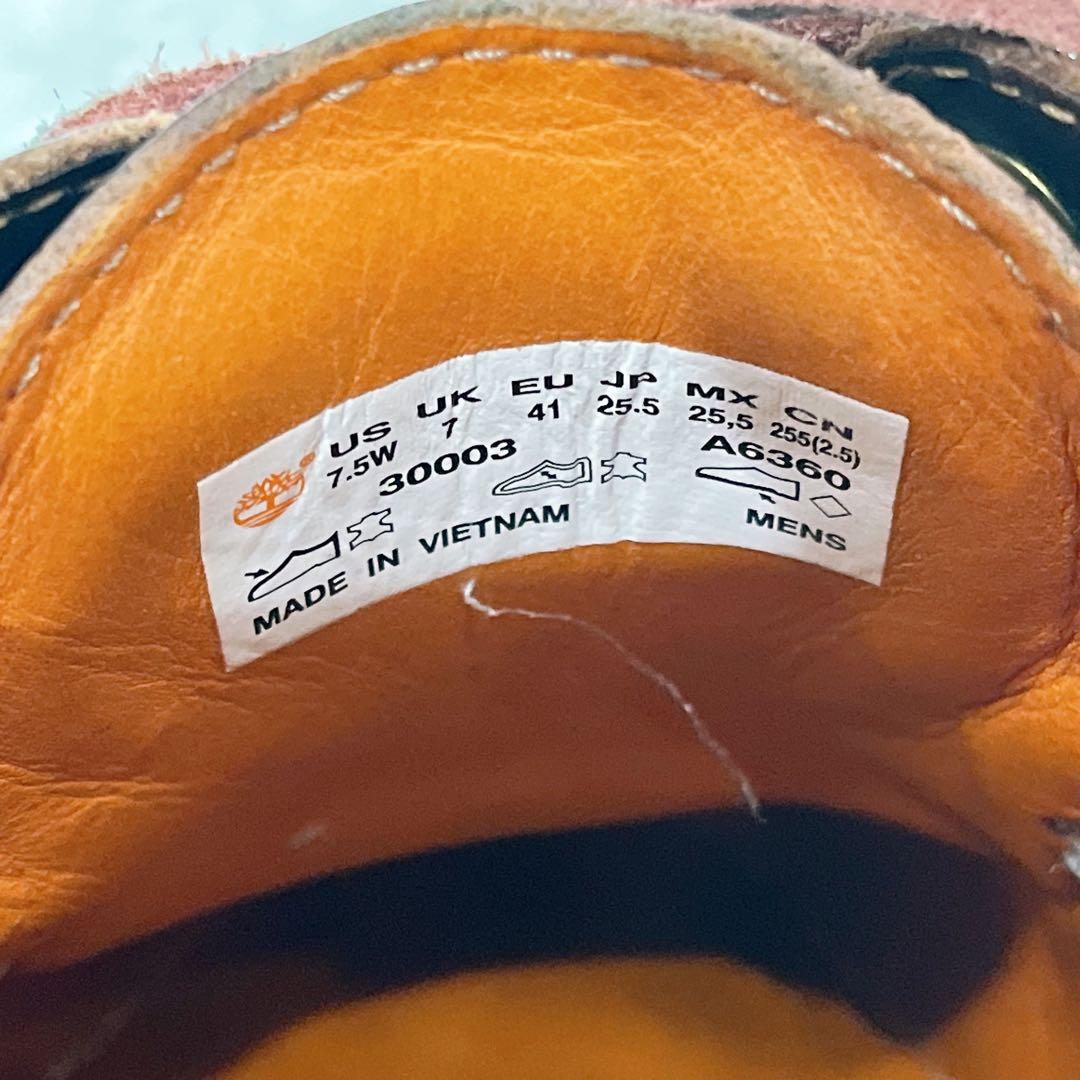 US UK EU JP MX CN
7.5W 7 41 25.5 25,5 255(2.5)
30003 A6360
MADE IN VIETNAM MENS